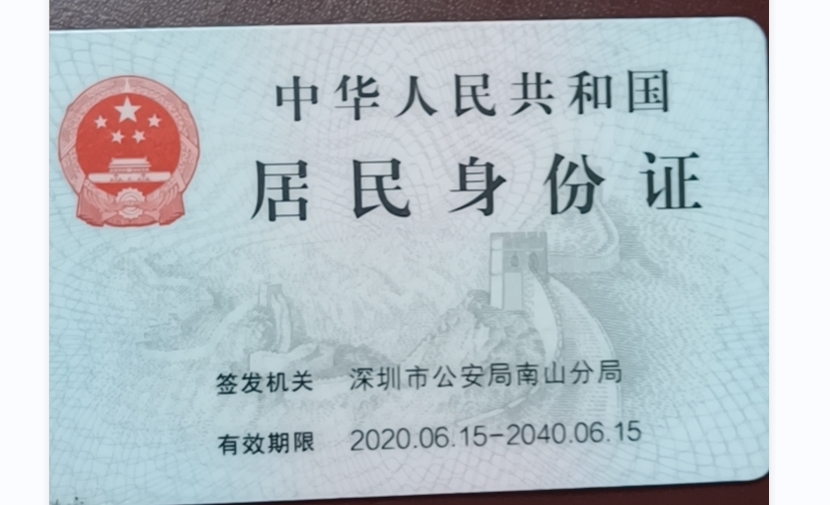 中华人民共和国
居民身份证
签发机关 深圳市公安局南山分局
有效期限 2020.06.15-2040.06.15